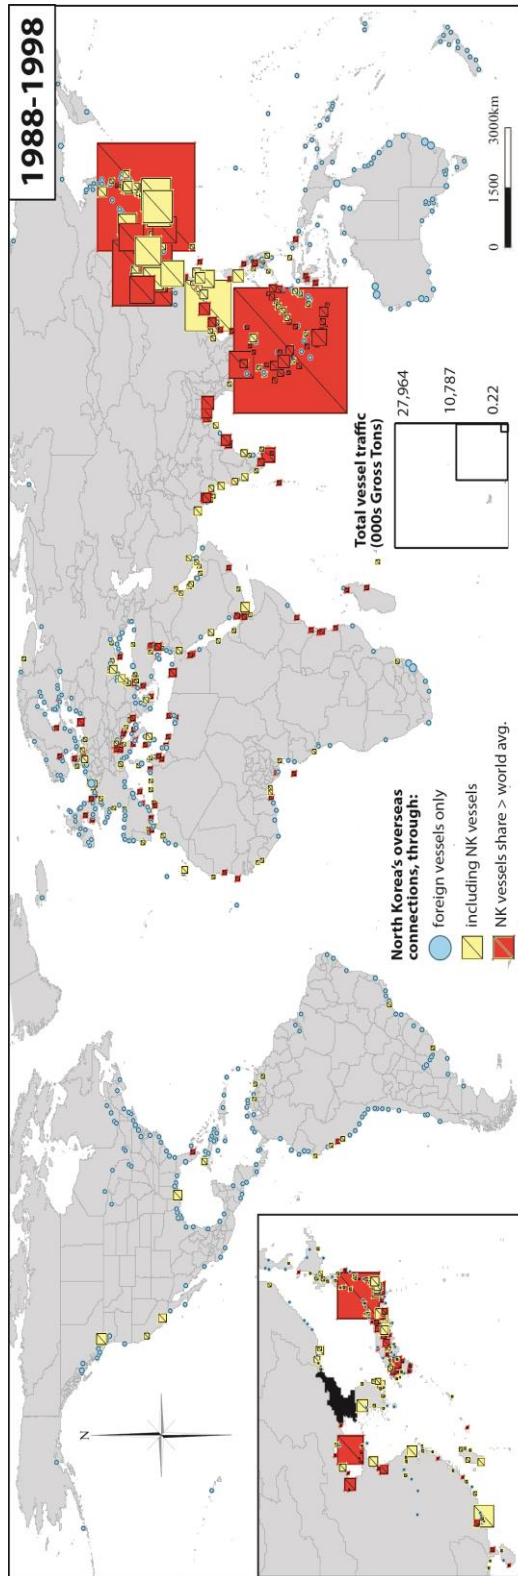 1988-1998
N
North Korea's overseas
connections, through:
foreign vessels only
including NK vessels
NK vessels share > world avg.
Total vessel traffic
(000s Gross Tons)
27,964
10,787
0.22
0 1500 3000km